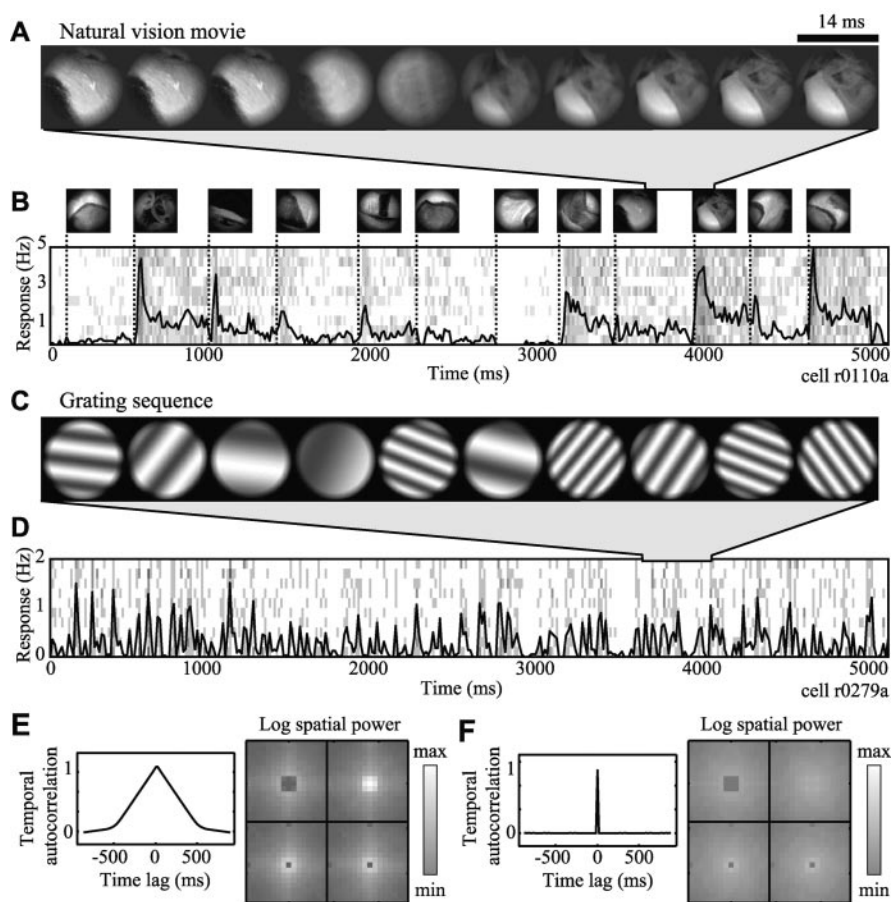 A
Natural vision movie
14 ms
B
Response (Hz)
5
3
1
0 1000 2000 3000 4000 5000
Time (ms)
cell r0110a
C
Grating sequence
D
Response (Hz)
2
1
0
0 1000 2000 3000 4000 5000
Time (ms)
cell r0279a
E
Temporal
autocorrelation
1
0
-500 0 500
Time lag (ms)
Log spatial power
max
min
F
Temporal
autocorrelation
1
0
-500 0 500
Time lag (ms)
Log spatial power
max
min